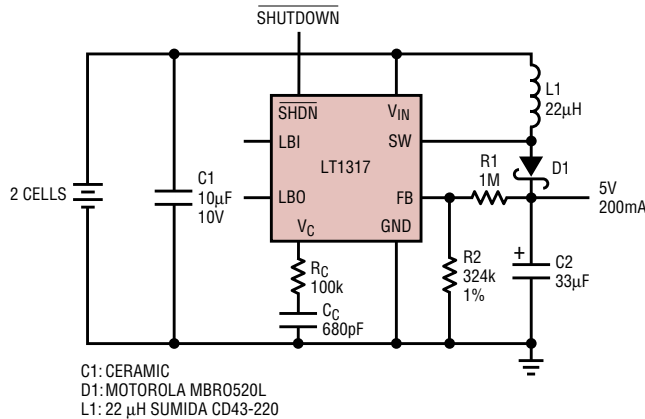 SHUTDOWN
L1
22µH
SHDN
VIN
LBI
SW
LT1317
R1
1M
D1
2 CELLS
C1
10µF
10V
LBO
FB
5V
200mA
VC
GND
RC
100k
R2
324k
1%
+
C2
33µF
CC
680pF
C1: CERAMIC
D1: MOTOROLA MBRO520L
L1: 22 µH SUMIDA CD43-220